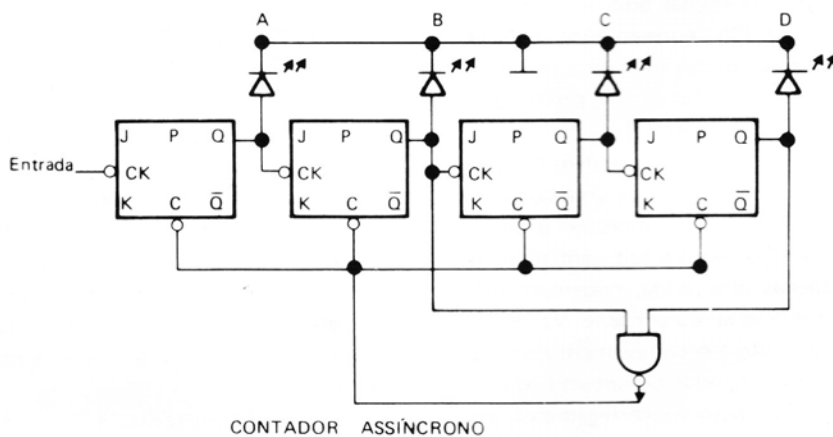 A B C D
J P Q J P Q J P Q J P Q
Entrada CK CK CK CK
K C Q̅ K C Q̅ K C Q̅ K C Q̅
CONTADOR ASSÍNCRONO